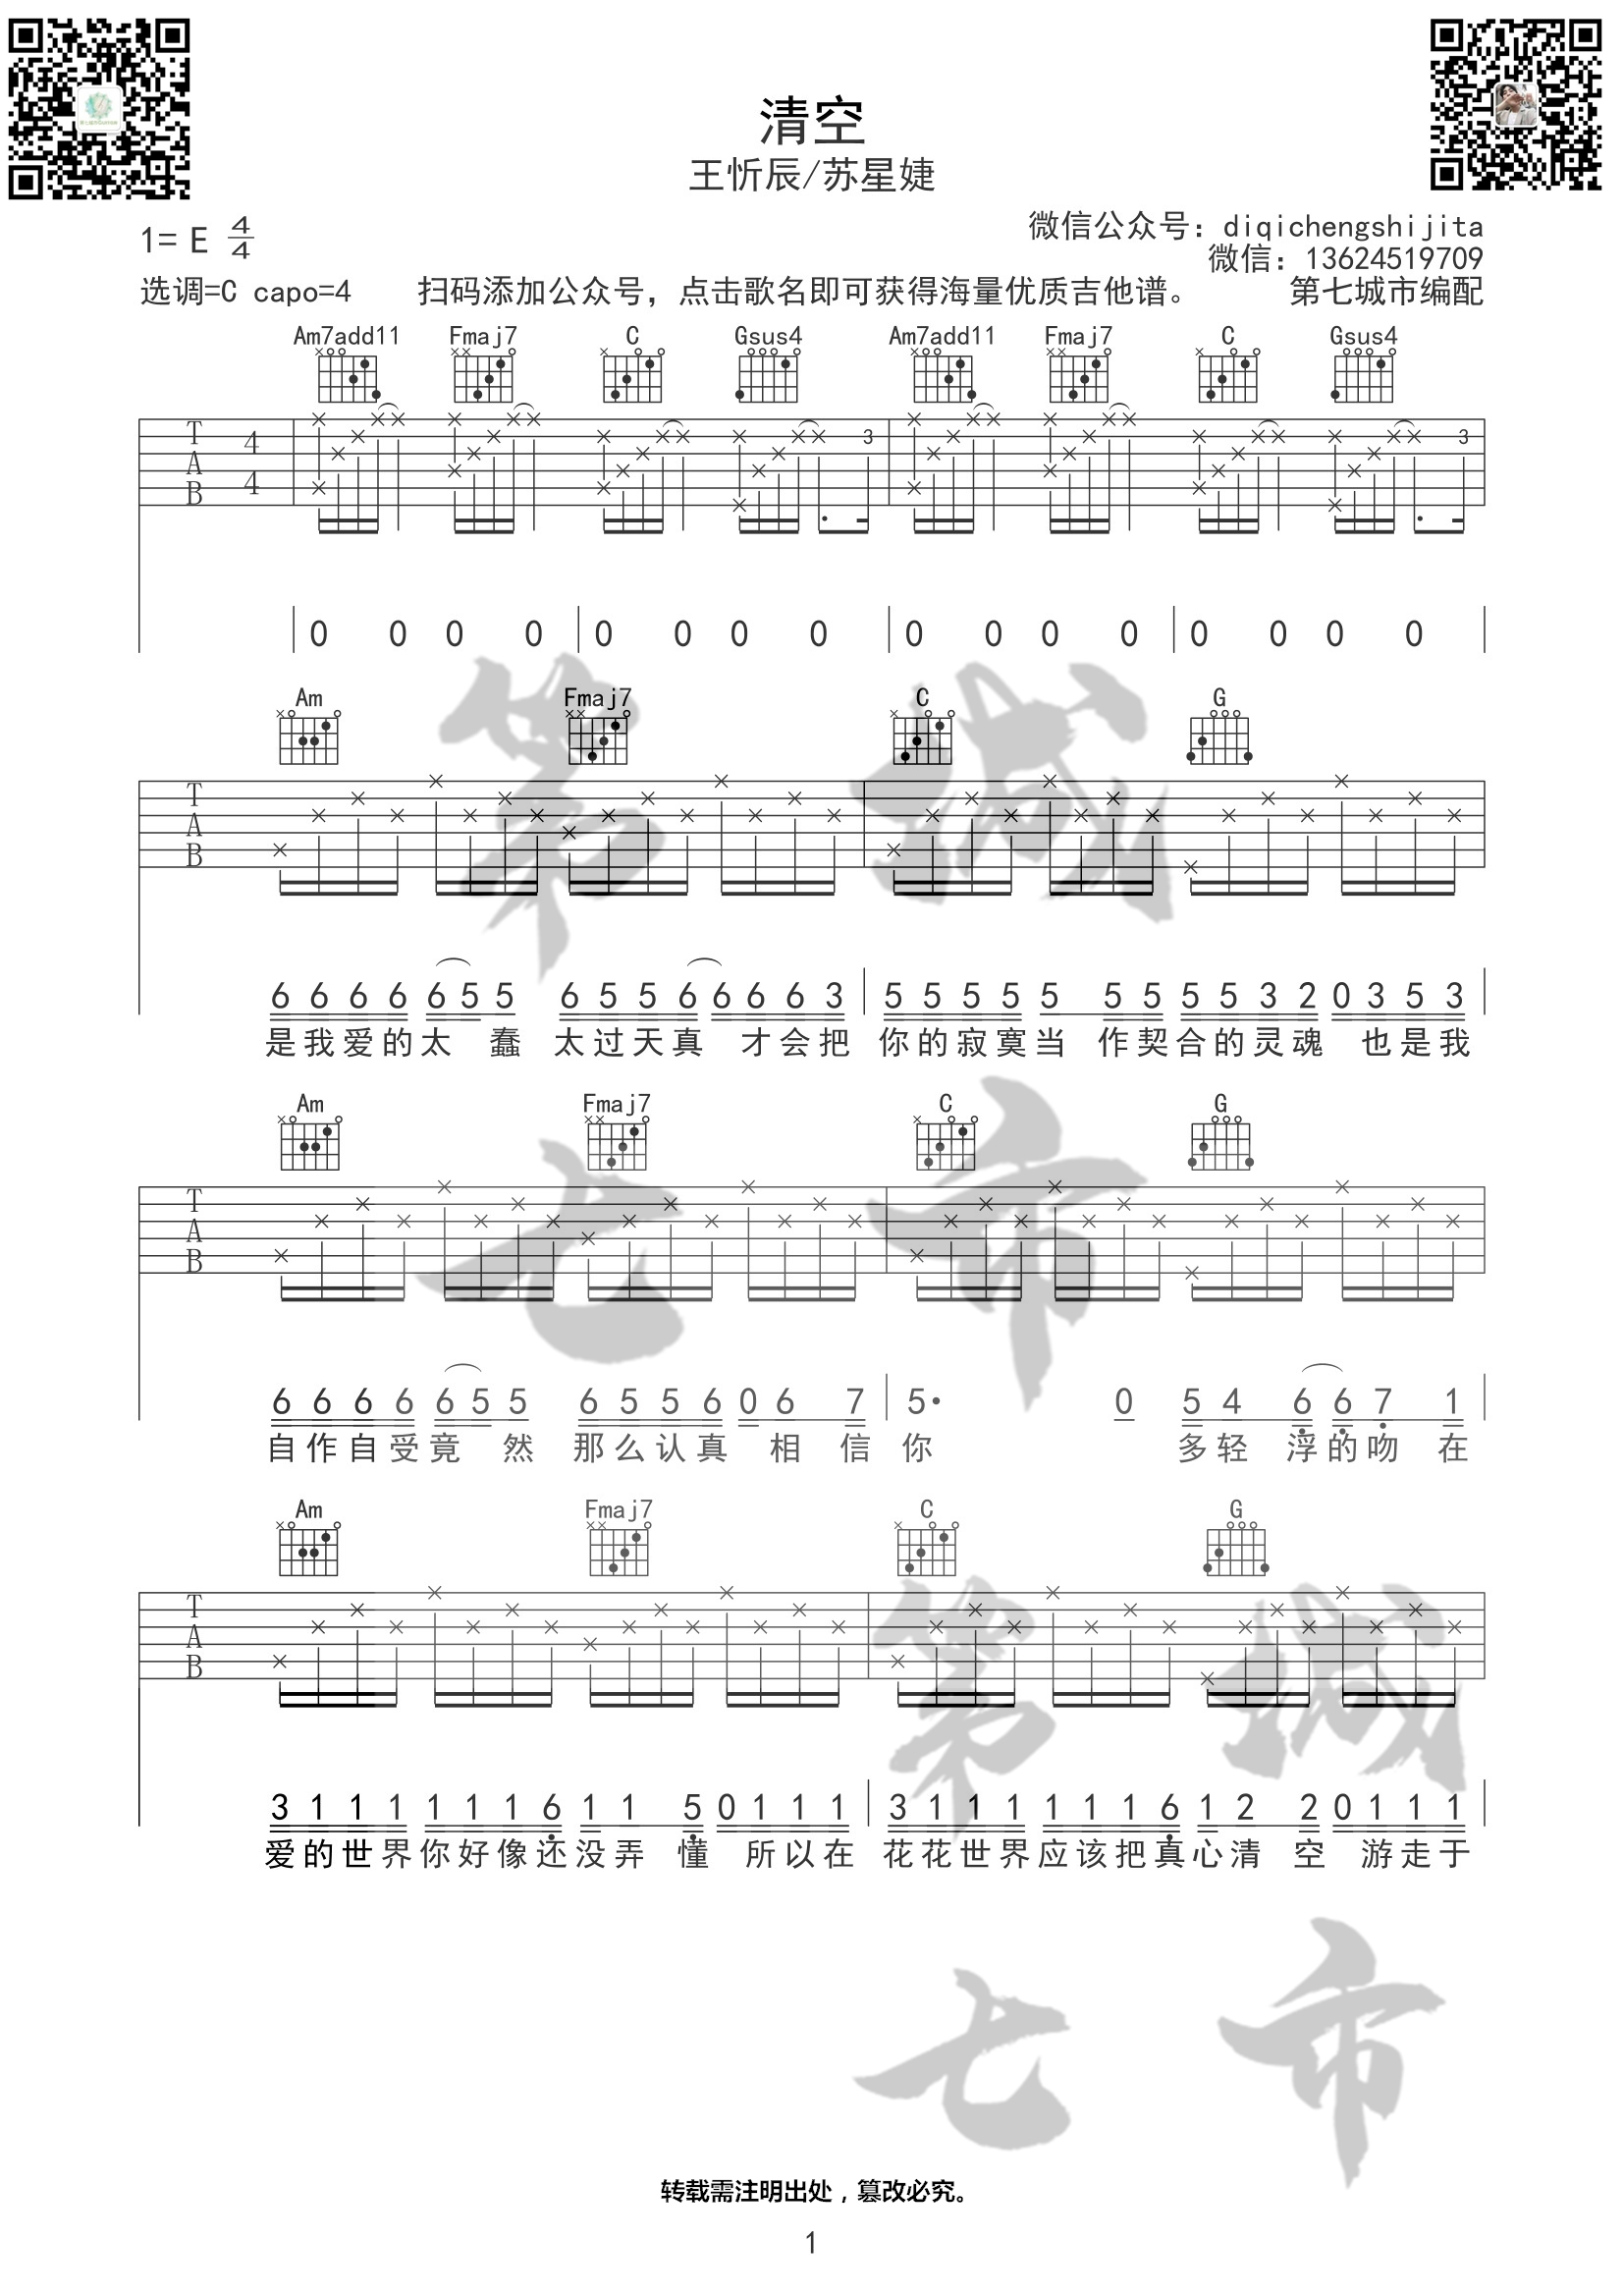 清空
王忻辰/苏星婕
1= E 4/4
微信公众号：diqichengshijita
微信：13624519709
选调=C capo=4 扫码添加公众号，点击歌名即可获得海量优质吉他谱。 第七城市编配
Am7add11 Fmaj7 C Gsus4 Am7add11 Fmaj7 C Gsus4
T A B 4 4 3 3
0 0 0 0 0 0 0 0 0 0 0 0 0 0 0 0
Am Fmaj7 C G
T A B
6 6 6 6 6 5 5 6 5 5 6 6 6 6 3 5 5 5 5 5 5 5 5 5 3 2 0 3 5 3
是我爱的太 蠢 太过天真 才会把 你的寂寞当 作契合的灵魂 也是我
Am Fmaj7 C G
T A B
6 6 6 6 6 5 5 6 5 5 6 0 6 7 5· 0 5 4 6 6 7 1
自作自受竟 然 那么认真 相 信 你 多轻 浮的吻 在
Am Fmaj7 C G
T A B
3 1 1 1 1 1 1 6 1 1 5 0 1 1 1 3 1 1 1 1 1 1 6 1 2 2 0 1 1 1
爱的世界你好像还没弄 懂 所以在 花花世界应该把真心清 空 游走于
第 城
七 市
第 城
七 市
转载需注明出处，篡改必究。
1